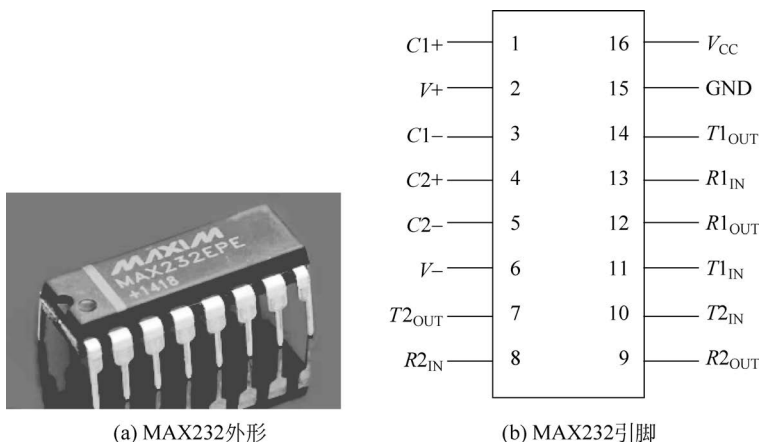 MAXIM
MAX232EPE
+1418
C1+ 1 16 VCC
V+ 2 15 GND
C1− 3 14 T1OUT
C2+ 4 13 R1IN
C2− 5 12 R1OUT
V− 6 11 T1IN
T2OUT 7 10 T2IN
R2IN 8 9 R2OUT
(a) MAX232外形
(b) MAX232引脚